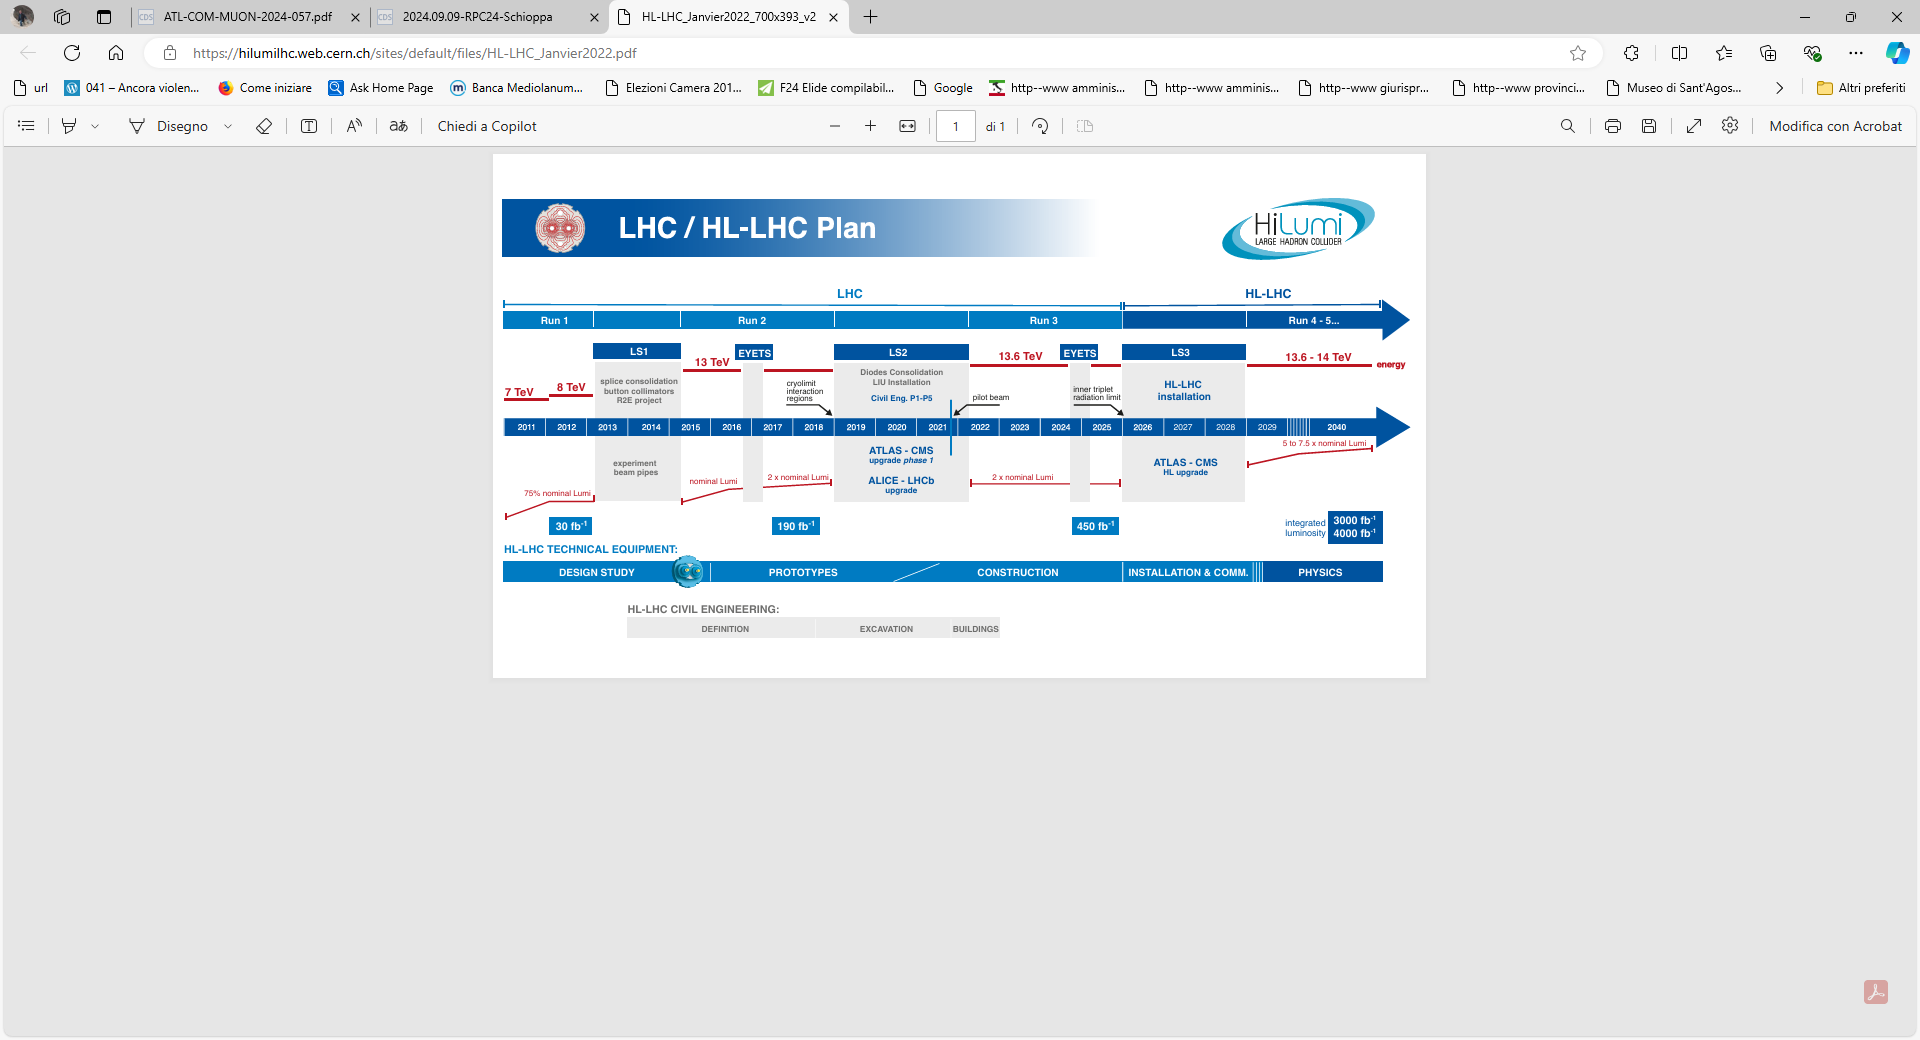 ATL-COM-MUON-2024-057.pdf
2024.09.09-RPC24-Schioppa
HL-LHC_Janvier2022_700x393_v2
https://hilumilhc.web.cern.ch/sites/default/files/HL-LHC_Janvier2022.pdf
url
041 – Ancora violen...
Come iniziare
Ask Home Page
Banca Mediolanum...
Elezioni Camera 201...
F24 Elide compilabil...
Google
http--www amminis...
http--www amminis...
http--www giurispr...
http--www provinci...
Museo di Sant'Agos...
Altri preferiti
Disegno
Chiedi a Copilot
1 di 1
Modifica con Acrobat
LHC / HL-LHC Plan
HiLumi
LARGE HADRON COLLIDER
LHC
HL-LHC
Run 1
Run 2
Run 3
Run 4 - 5...
LS1
EYETS
LS2
EYETS
LS3
7 TeV
8 TeV
13 TeV
13.6 TeV
13.6 - 14 TeV
energy
splice consolidation
button collimators
R2E project
cryolimit
interaction
regions
Diodes Consolidation
LIU Installation
Civil Eng. P1-P5
pilot beam
inner triplet
radiation limit
HL-LHC
installation
2011 2012 2013 2014 2015 2016 2017 2018 2019 2020 2021 2022 2023 2024 2025 2026 2027 2028 2029 2040
experiment
beam pipes
75% nominal Lumi
nominal Lumi
2 x nominal Lumi
ATLAS - CMS
upgrade phase 1
ALICE - LHCb
upgrade
2 x nominal Lumi
ATLAS - CMS
HL upgrade
5 to 7.5 x nominal Lumi
30 fb-1
190 fb-1
450 fb-1
integrated
luminosity
3000 fb-1
4000 fb-1
HL-LHC TECHNICAL EQUIPMENT:
DESIGN STUDY
PROTOTYPES
CONSTRUCTION
INSTALLATION & COMM.
PHYSICS
HL-LHC CIVIL ENGINEERING:
DEFINITION
EXCAVATION
BUILDINGS